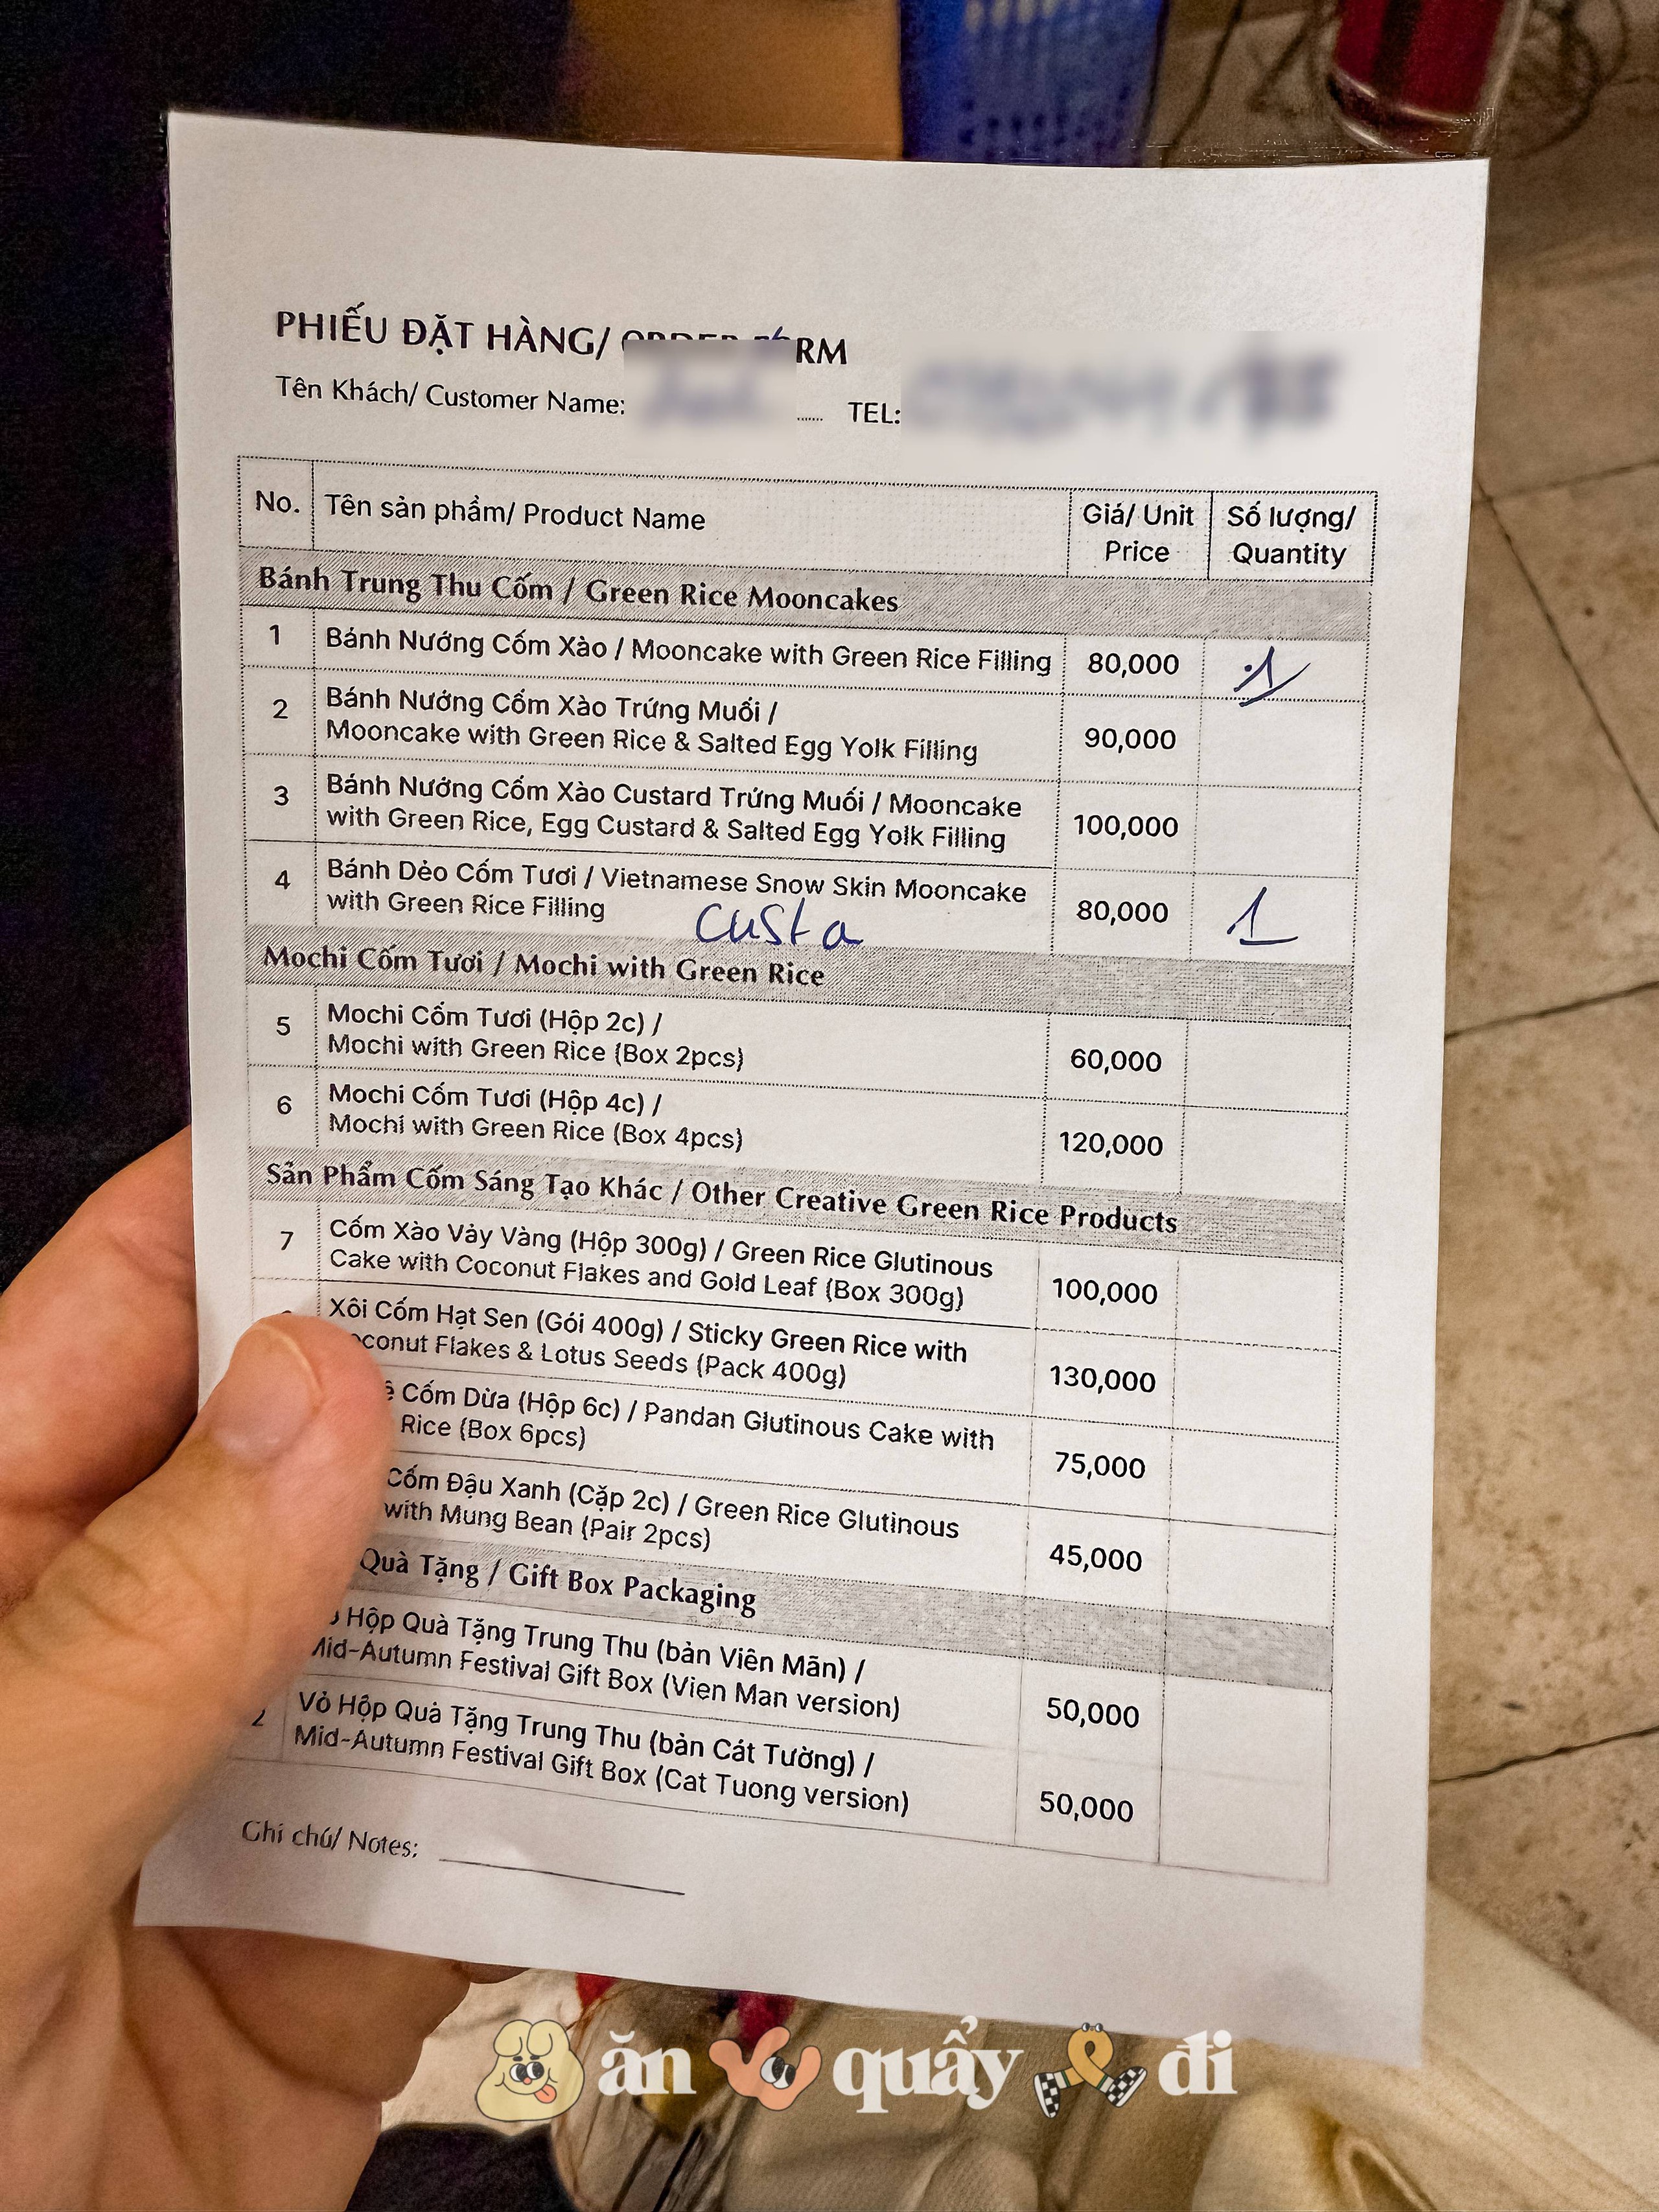 PHIẾU ĐẶT HÀNG/ ORDER FORM
Tên Khách/ Customer Name: ...... TEL:
No. Tên sản phẩm/ Product Name Giá/ Unit Price Số lượng/ Quantity
Bánh Trung Thu Cốm / Green Rice Mooncakes
1 Bánh Nướng Cốm Xào / Mooncake with Green Rice Filling 80,000 1
2 Bánh Nướng Cốm Xào Trứng Muối /
Mooncake with Green Rice & Salted Egg Yolk Filling 90,000
3 Bánh Nướng Cốm Xào Custard Trứng Muối / Mooncake
with Green Rice, Egg Custard & Salted Egg Yolk Filling 100,000
4 Bánh Dẻo Cốm Tươi / Vietnamese Snow Skin Mooncake
with Green Rice Filling 80,000 1
Custa
Mochi Cốm Tươi / Mochi with Green Rice
5 Mochi Cốm Tươi (Hộp 2c) /
Mochi with Green Rice (Box 2pcs) 60,000
6 Mochi Cốm Tươi (Hộp 4c) /
Mochi with Green Rice (Box 4pcs) 120,000
Sản Phẩm Cốm Sáng Tạo Khác / Other Creative Green Rice Products
7 Cốm Xào Vảy Vàng (Hộp 300g) / Green Rice Glutinous
Cake with Coconut Flakes and Gold Leaf (Box 300g) 100,000
Xôi Cốm Hạt Sen (Gói 400g) / Sticky Green Rice with
oconut Flakes & Lotus Seeds (Pack 400g) 130,000
Cốm Dừa (Hộp 6c) / Pandan Glutinous Cake with
Rice (Box 6pcs) 75,000
Cốm Đậu Xanh (Cặp 2c) / Green Rice Glutinous
with Mung Bean (Pair 2pcs) 45,000
Quà Tặng / Gift Box Packaging
Hộp Quà Tặng Trung Thu (bản Viên Mãn) /
Mid-Autumn Festival Gift Box (Vien Man version) 50,000
2 Vỏ Hộp Quà Tặng Trung Thu (bản Cát Tường) /
Mid-Autumn Festival Gift Box (Cat Tuong version) 50,000
Ghi chú/ Notes:
ăn quẩy đi